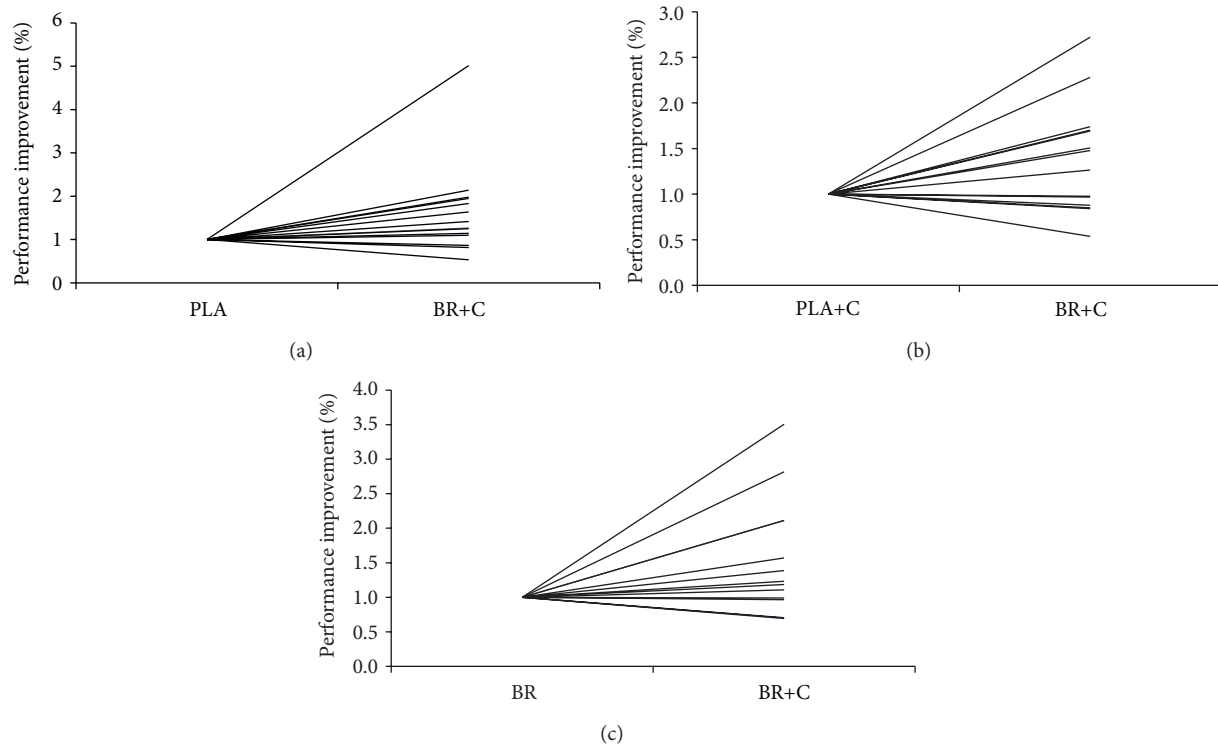 Performance improvement (%)
6
5
4
3
2
1
0
PLA
BR+C
(a)
Performance improvement (%)
3.0
2.5
2.0
1.5
1.0
0.5
0.0
PLA+C
BR+C
(b)
Performance improvement (%)
4.0
3.5
3.0
2.5
2.0
1.5
1.0
0.5
0.0
BR
BR+C
(c)